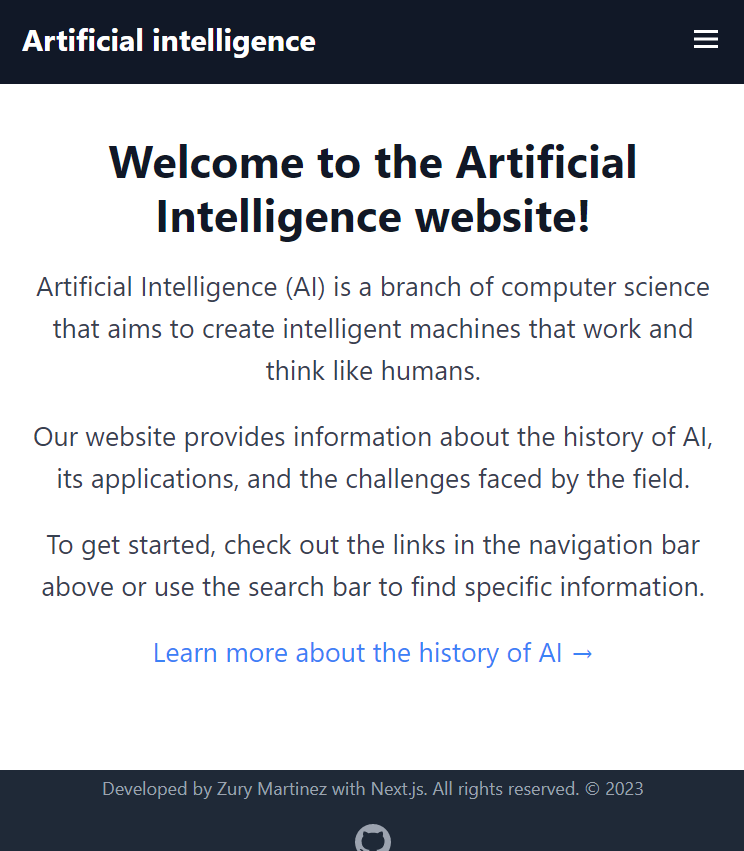 Artificial intelligence
Welcome to the Artificial
Intelligence website!
Artificial Intelligence (AI) is a branch of computer science
that aims to create intelligent machines that work and
think like humans.
Our website provides information about the history of AI,
its applications, and the challenges faced by the field.
To get started, check out the links in the navigation bar
above or use the search bar to find specific information.
Learn more about the history of AI →
Developed by Zury Martinez with Next.js. All rights reserved. © 2023